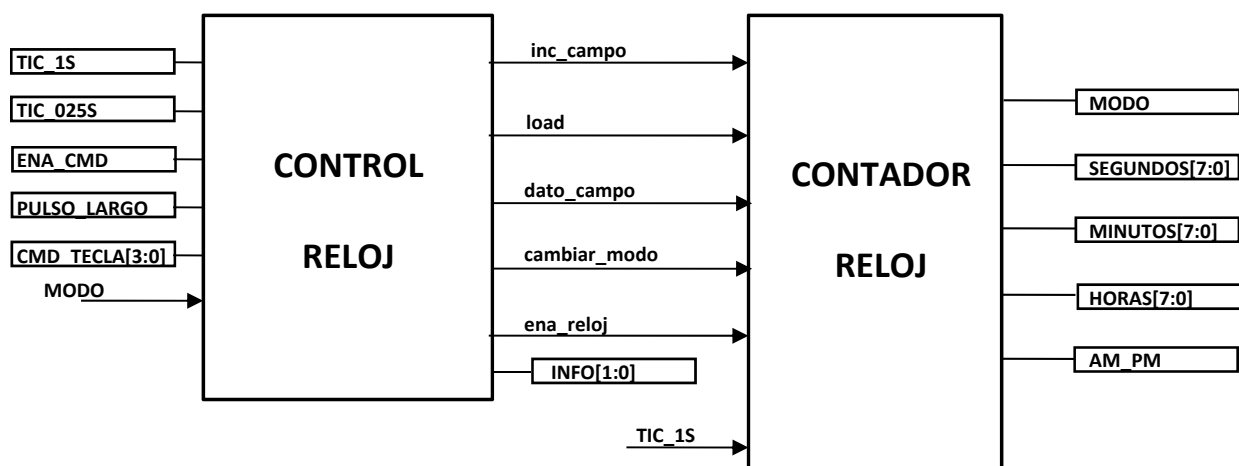 TIC_1S
TIC_025S
ENA_CMD
PULSO_LARGO
CMD_TECLA[3:0]
MODO
CONTROL
RELOJ
inc_campo
load
dato_campo
cambiar_modo
ena_reloj
INFO[1:0]
TIC_1S
CONTADOR
RELOJ
MODO
SEGUNDOS[7:0]
MINUTOS[7:0]
HORAS[7:0]
AM_PM